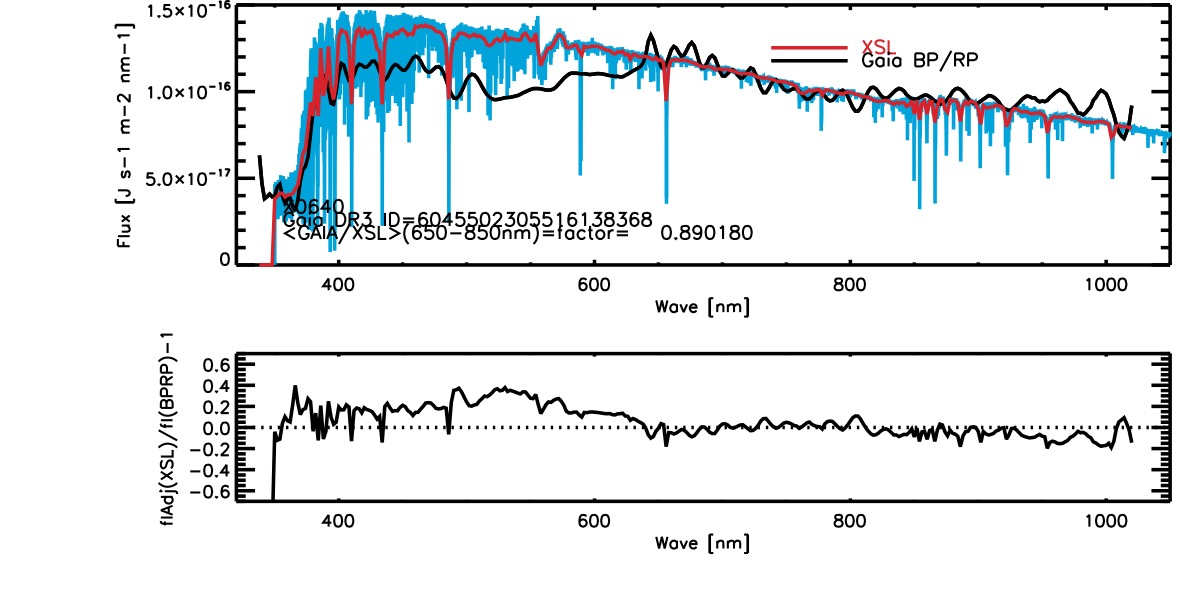 1.5×10−16
1.0×10−16
5.0×10−17
0
Flux [J s−1 m−2 nm−1]
XSL
Gaia BP/RP
X0640
Gaia DR3 ID=6045502305516138368
<GAIA/XSL>(650−850nm)=factor= 0.890180
400 600 800 1000
Wave [nm]
flAdj(XSL)/fl(BPRP)−1
0.6
0.4
0.2
0.0
−0.2
−0.4
−0.6
400 600 800 1000
Wave [nm]